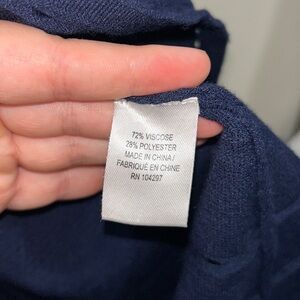 72% VISCOSE
28% POLYESTER
MADE IN CHINA/
FABRIQUÉ EN CHINE
RN 104297